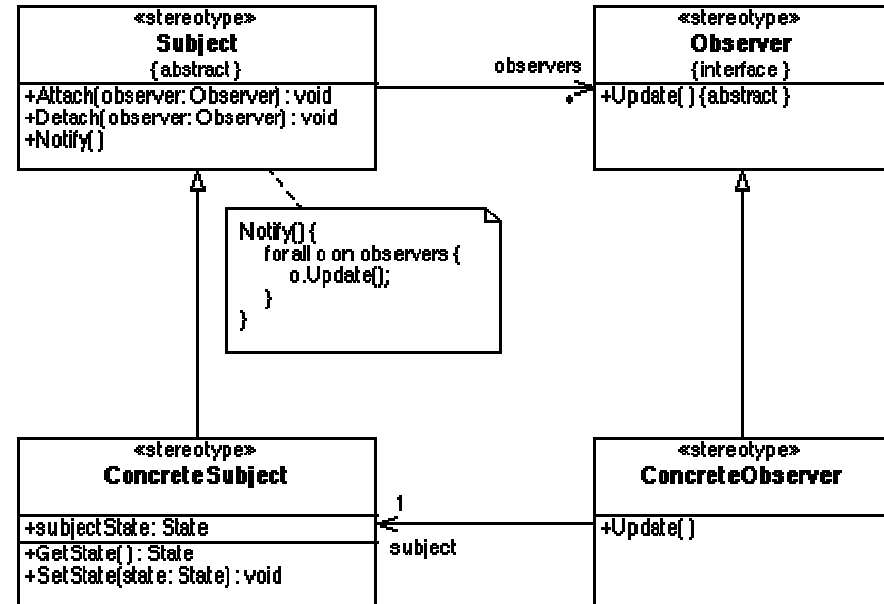 «stereotype»
Subject
{abstract}
+Attach(observer: Observer) : void
+Detach(observer: Observer) : void
+Notify()
observers
*
«stereotype»
Observer
{interface}
+Update() {abstract}
Notify() {
for all o on observers {
o.Update();
}
}
«stereotype»
ConcreteSubject
+subjectState: State
+GetState() : State
+SetState(state: State) : void
1
subject
«stereotype»
ConcreteObserver
+Update()